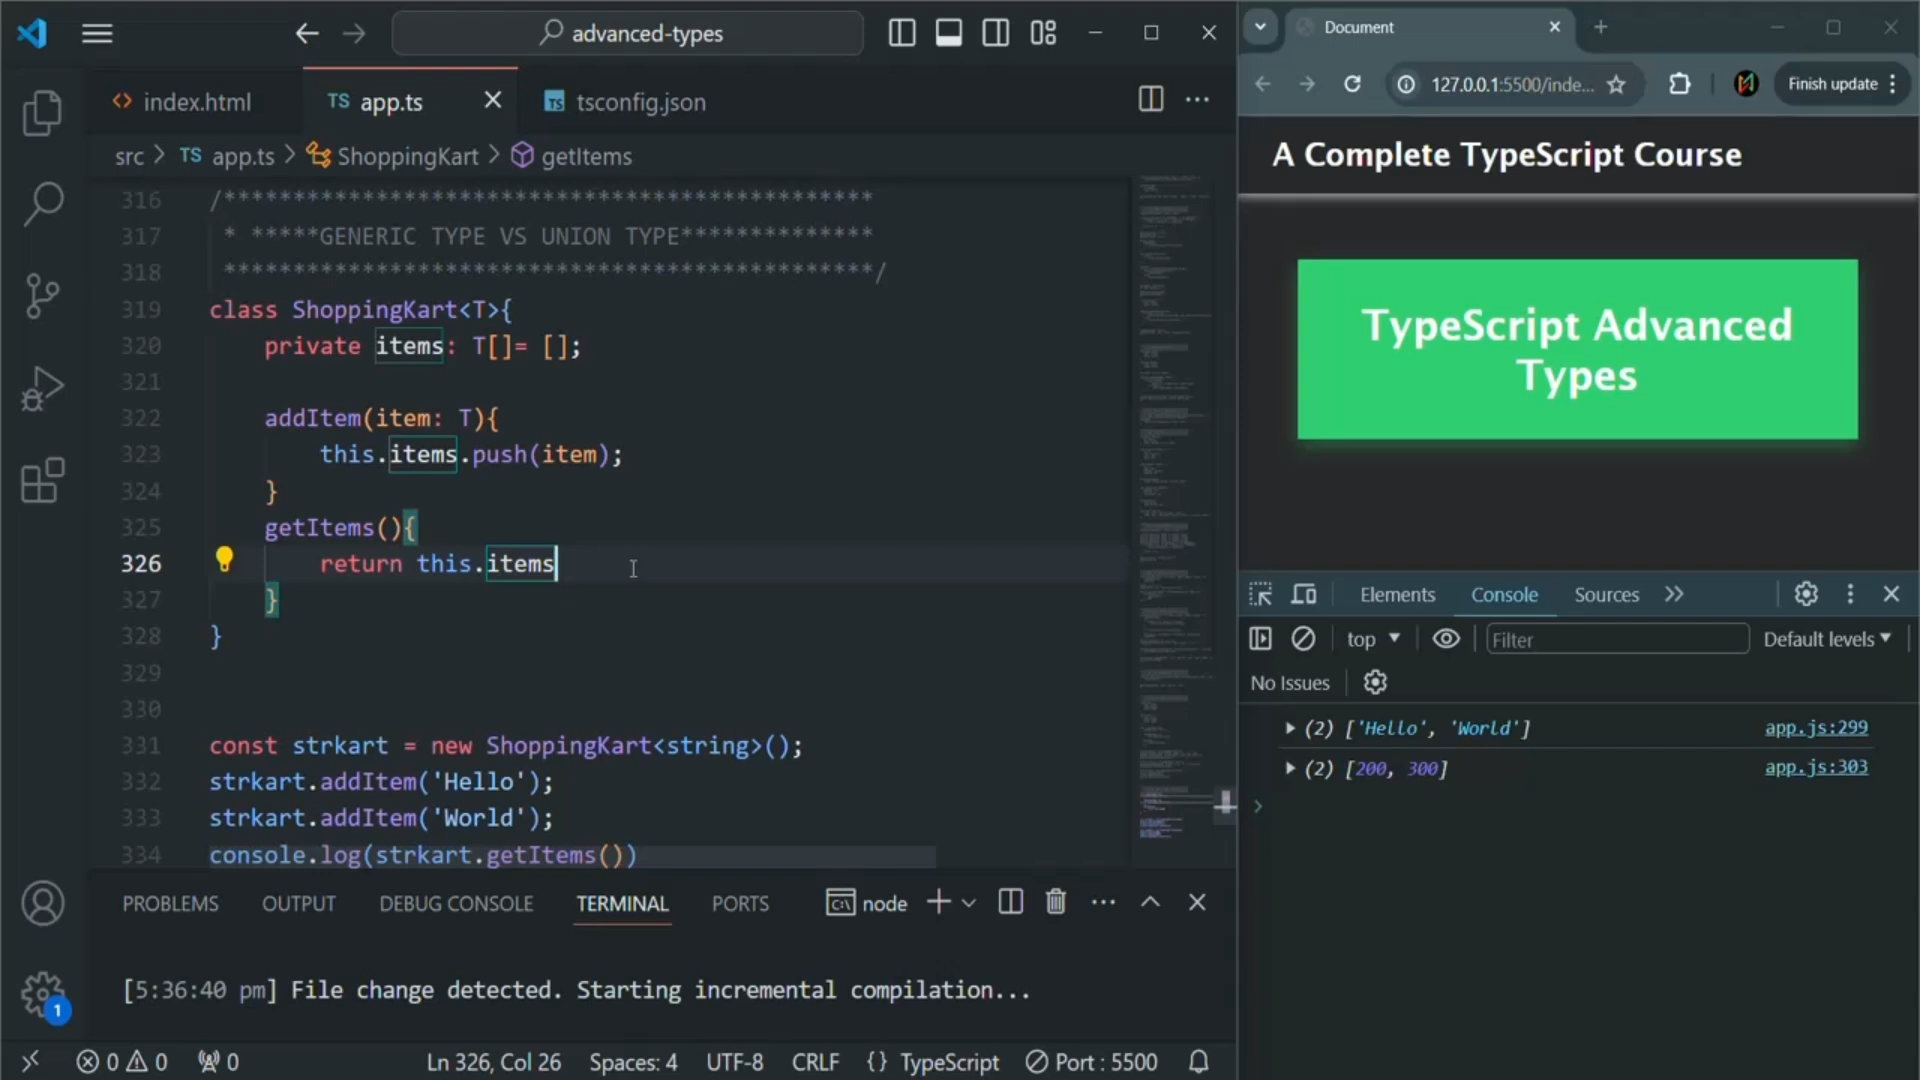 advanced-types
index.html
TS app.ts
TS tsconfig.json
src > TS app.ts > ShoppingKart > getItems
316 /***********************************************
317 * *****GENERIC TYPE VS UNION TYPE**************
318 ************************************************/
319 class ShoppingKart<T>{
320 private items: T[]= [];
321
322 addItem(item: T){
323 this.items.push(item);
324 }
325 getItems(){
326 return this.items
327 }
328 }
329
330
331 const strkart = new ShoppingKart<string>();
332 strkart.addItem('Hello');
333 strkart.addItem('World');
334 console.log(strkart.getItems())
PROBLEMS OUTPUT DEBUG CONSOLE TERMINAL PORTS node
[5:36:40 pm] File change detected. Starting incremental compilation...
1
0 0 0 Ln 326, Col 26 Spaces: 4 UTF-8 CRLF {} TypeScript Port : 5500
Document
127.0.0.1:5500/inde... Finish update
A Complete TypeScript Course
TypeScript Advanced
Types
Elements Console Sources
top Filter Default levels
No Issues
(2) ['Hello', 'World'] app.js:299
(2) [200, 300] app.js:303